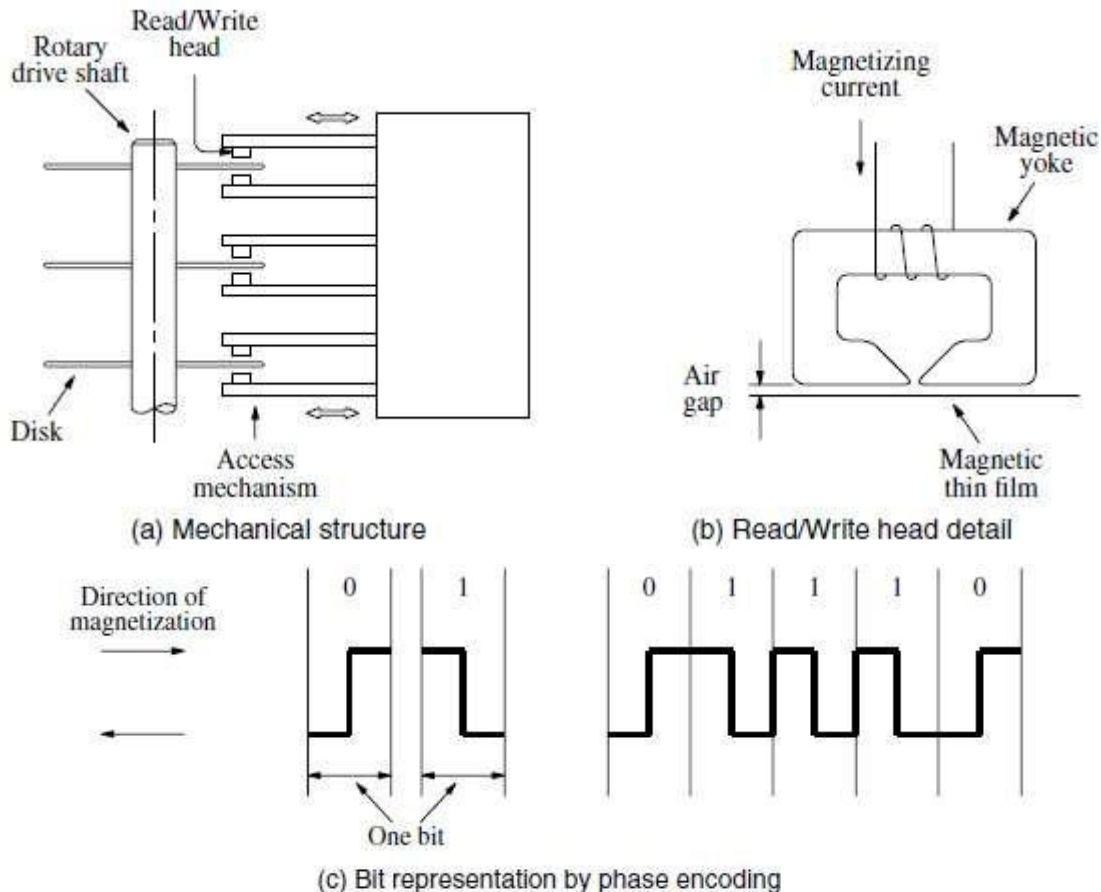 Read/Write
head
Rotary
drive shaft
Disk
Access
mechanism
(a) Mechanical structure
Magnetizing
current
Magnetic
yoke
Air
gap
Magnetic
thin film
(b) Read/Write head detail
Direction of
magnetization
0 1
0 1 1 1 0
One bit
(c) Bit representation by phase encoding